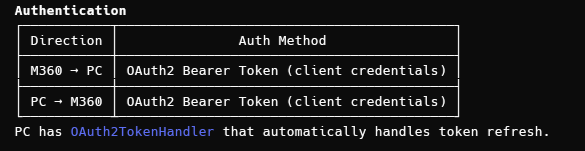 Authentication
Direction Auth Method
M360 → PC OAuth2 Bearer Token (client credentials)
PC → M360 OAuth2 Bearer Token (client credentials)
PC has OAuth2TokenHandler that automatically handles token refresh.